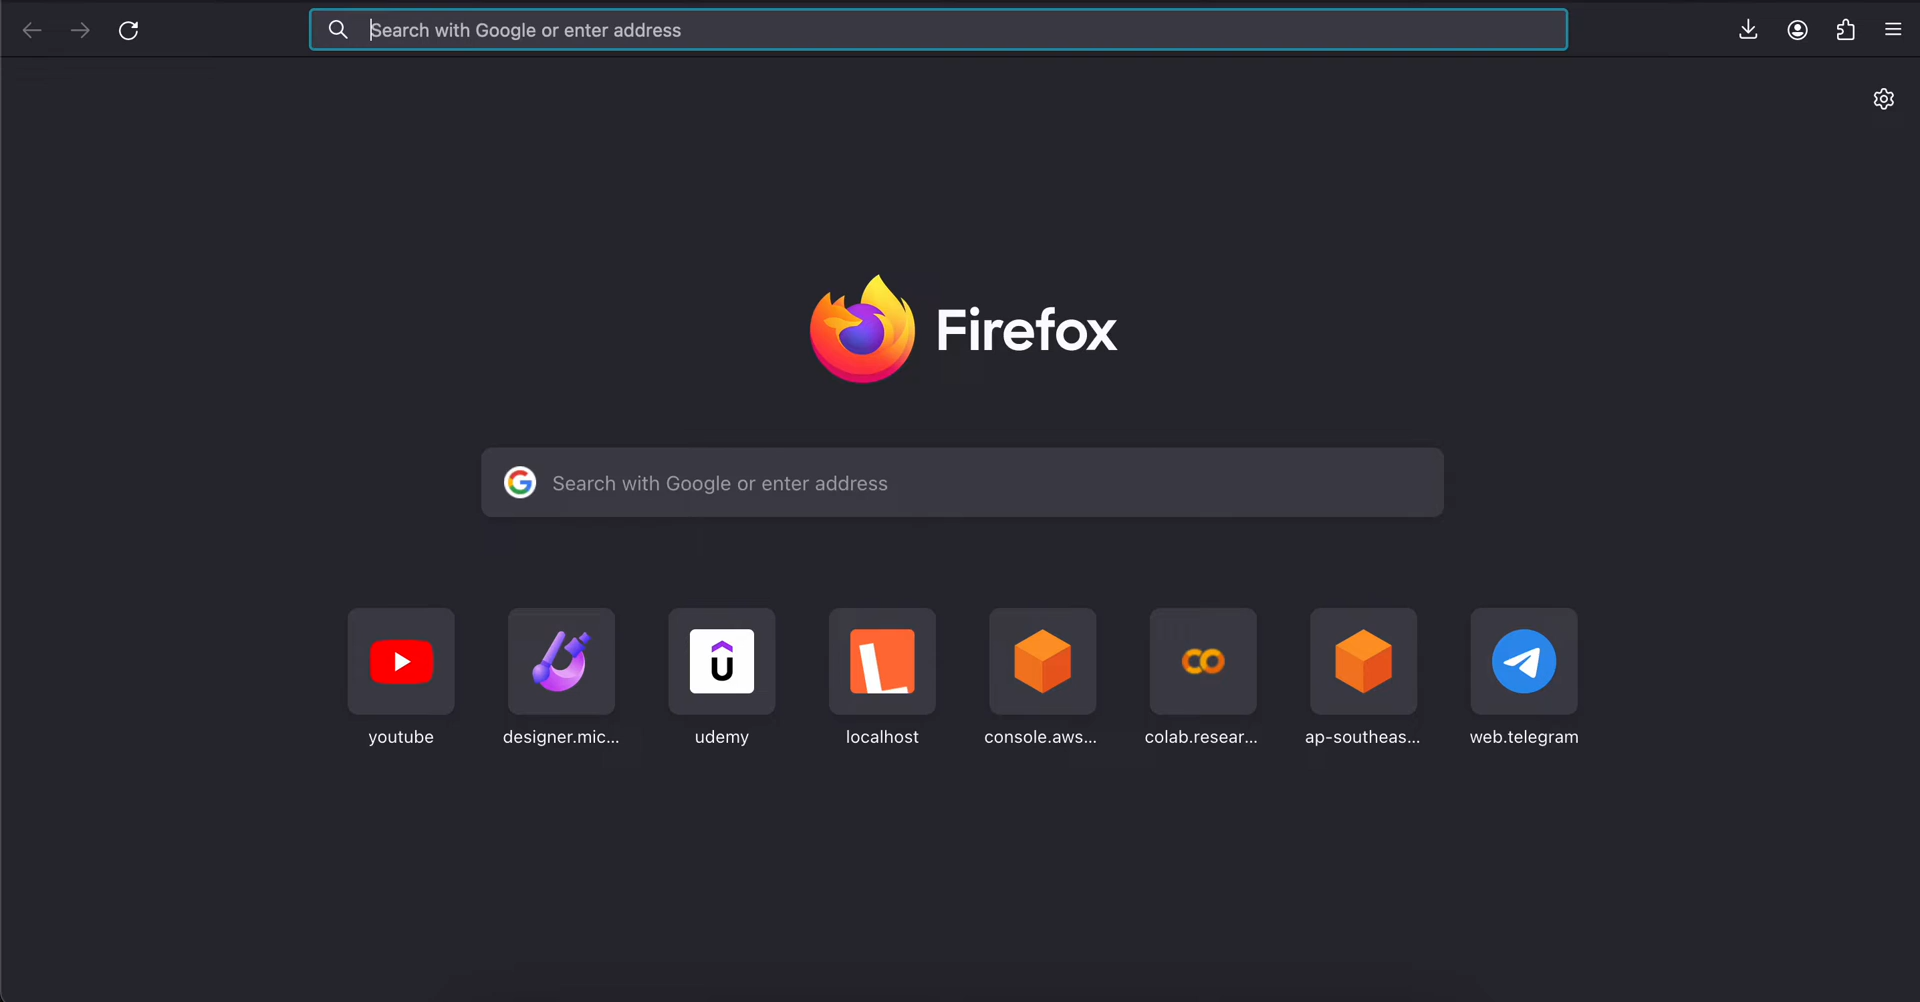 Search with Google or enter address
Firefox
Search with Google or enter address
youtube
designer.mic...
udemy
localhost
console.aws...
colab.resear...
ap-southeas...
web.telegram